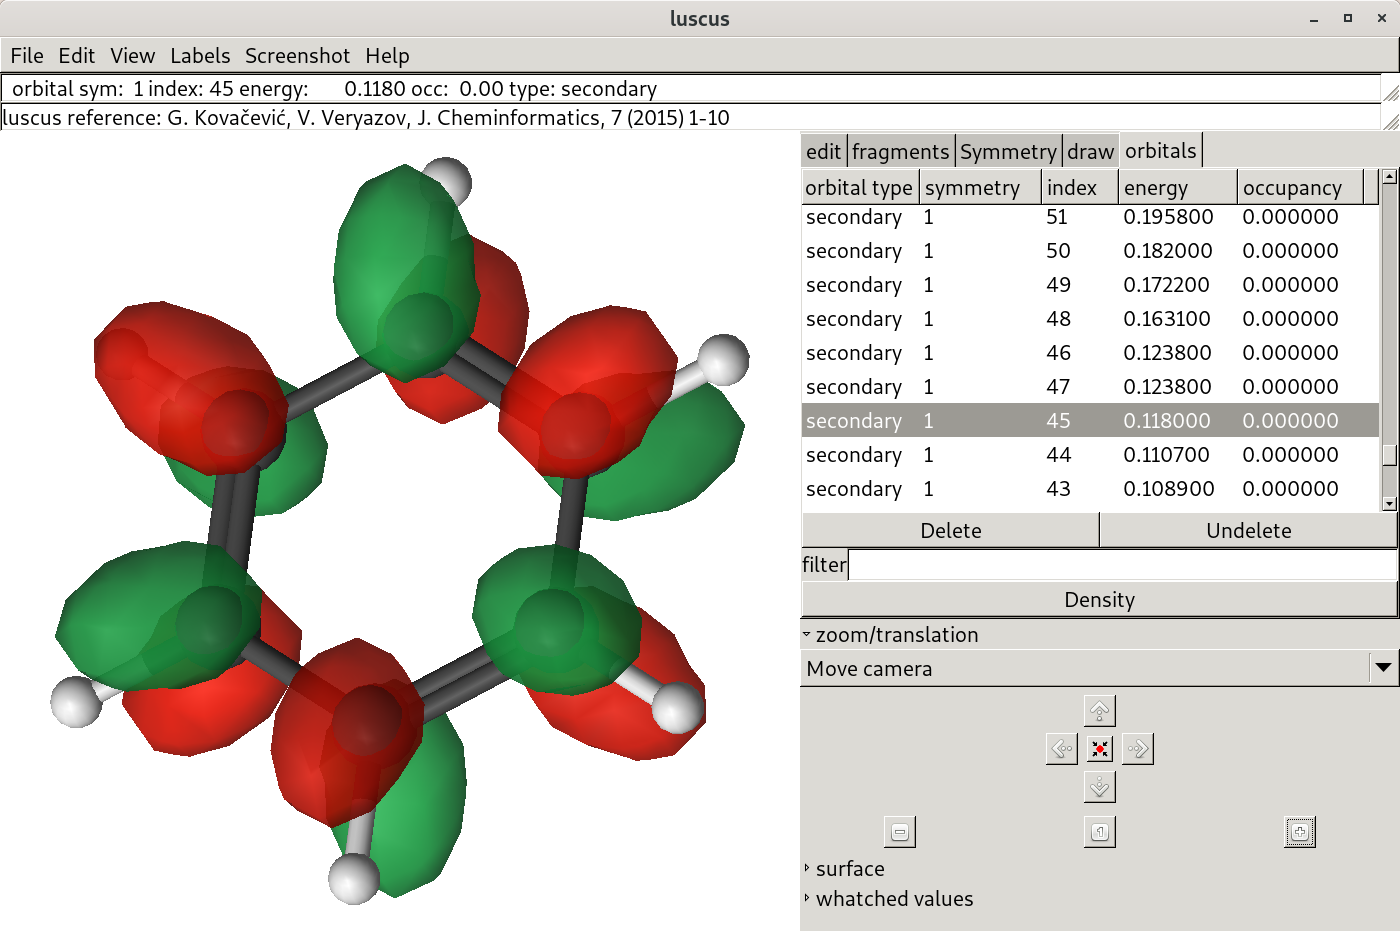 luscus
File Edit View Labels Screenshot Help
orbital sym: 1 index: 45 energy: 0.1180 occ: 0.00 type: secondary
luscus reference: G. Kovačević, V. Veryazov, J. Cheminformatics, 7 (2015) 1-10
edit fragments Symmetry draw orbitals
orbital type symmetry index energy occupancy
secondary 1 51 0.195800 0.000000
secondary 1 50 0.182000 0.000000
secondary 1 49 0.172200 0.000000
secondary 1 48 0.163100 0.000000
secondary 1 46 0.123800 0.000000
secondary 1 47 0.123800 0.000000
secondary 1 45 0.118000 0.000000
secondary 1 44 0.110700 0.000000
secondary 1 43 0.108900 0.000000
Delete Undelete
filter
Density
zoom/translation
Move camera
1
surface
whatched values